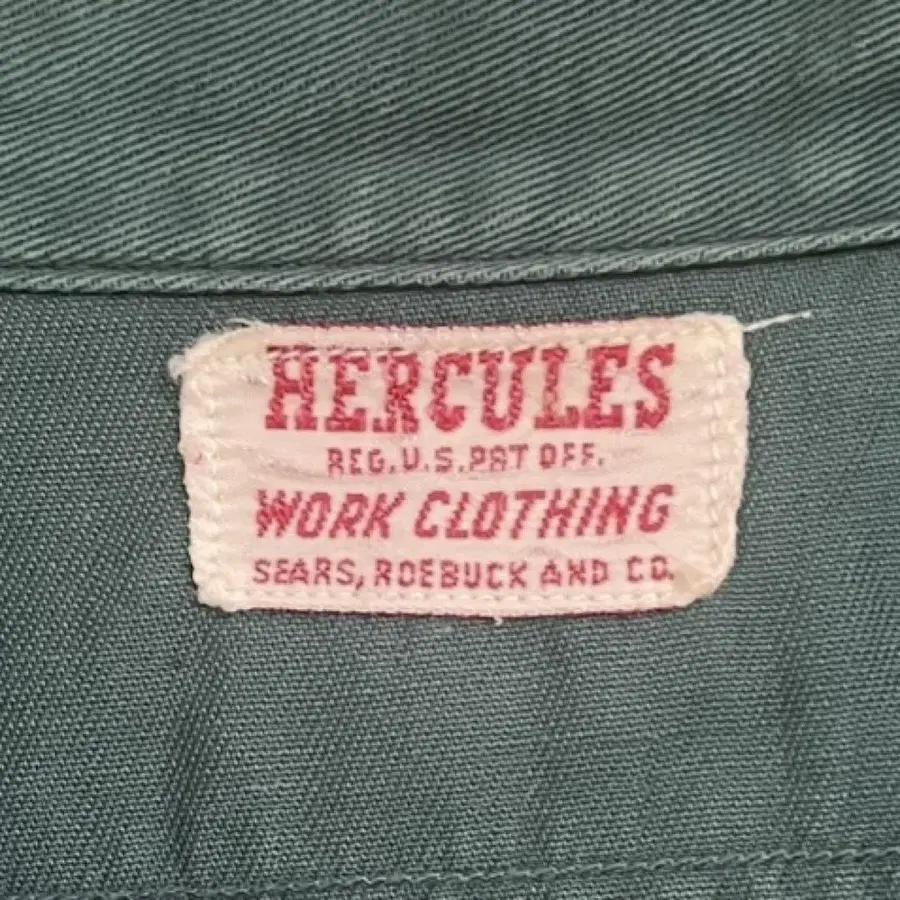 HERCULES
REG. U.S. PAT OFF.
WORK CLOTHING
SEARS, ROEBUCK AND CO.